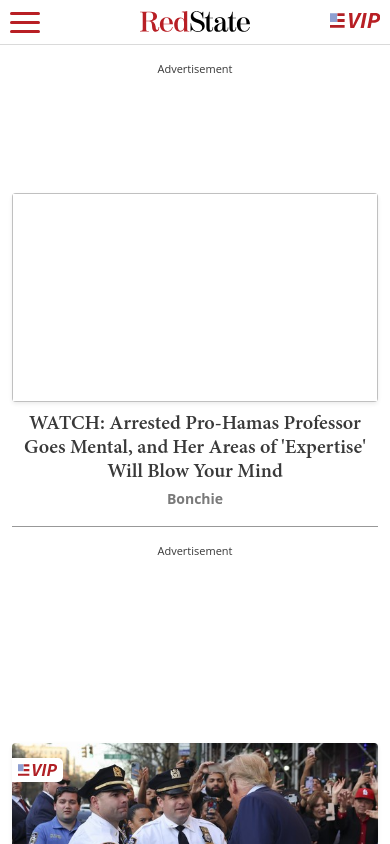 RedState
VIP
Advertisement
WATCH: Arrested Pro-Hamas Professor
Goes Mental, and Her Areas of 'Expertise'
Will Blow Your Mind
Bonchie
Advertisement
VIP